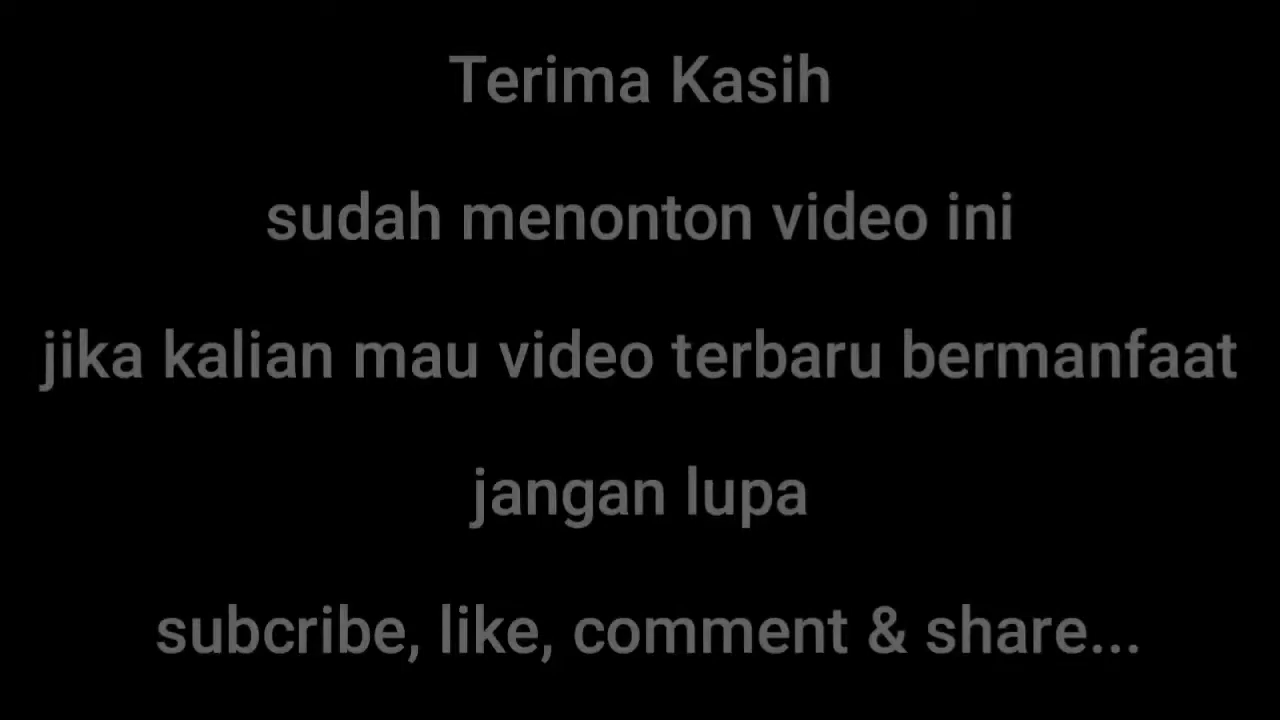 Terima Kasih
sudah menonton video ini
jika kalian mau video terbaru bermanfaat
jangan lupa
subcribe, like, comment & share...